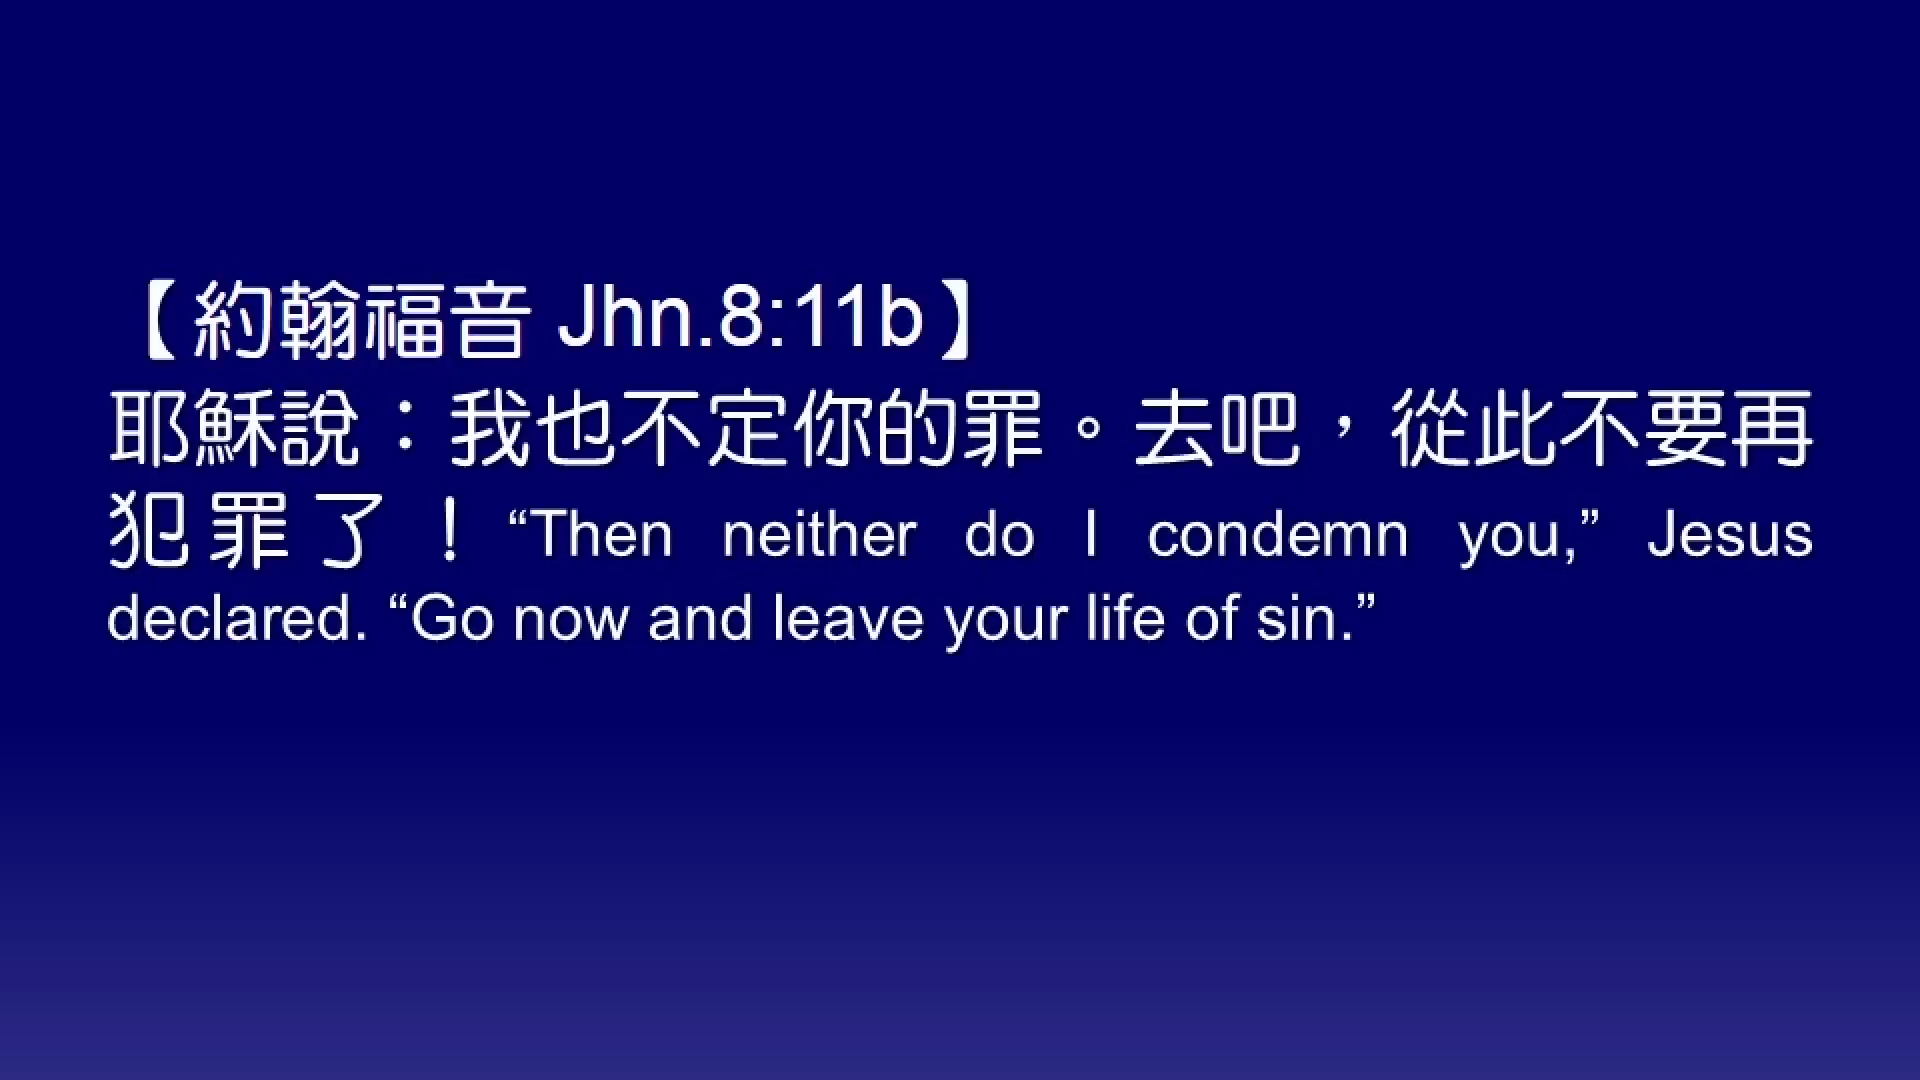 【約翰福音 Jhn.8:11b】
耶穌說：我也不定你的罪。去吧，從此不要再
犯罪了！“Then neither do I condemn you,” Jesus
declared. “Go now and leave your life of sin.”